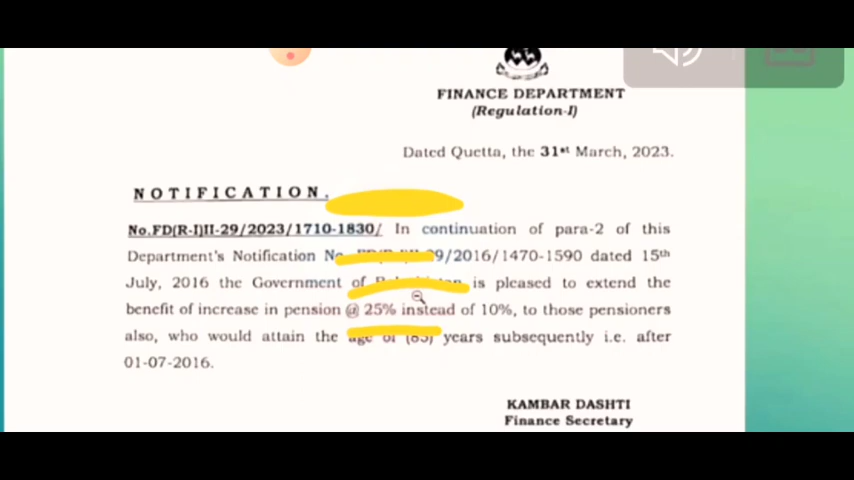 FINANCE DEPARTMENT
(Regulation-I)
Dated Quetta, the 31st March, 2023.
NOTIFICATION.
No.FD(R-I)II-29/2023/1710-1830/ In continuation of para-2 of this
Department's Notification 9/2016/1470-1590 dated 15th
July, 2016 the Government of is pleased to extend the
benefit of increase in pension @ 25% instead of 10%, to those pensioners
also, who would attain the age of years subsequently i.e. after
01-07-2016.
KAMBAR DASHTI
Finance Secretary